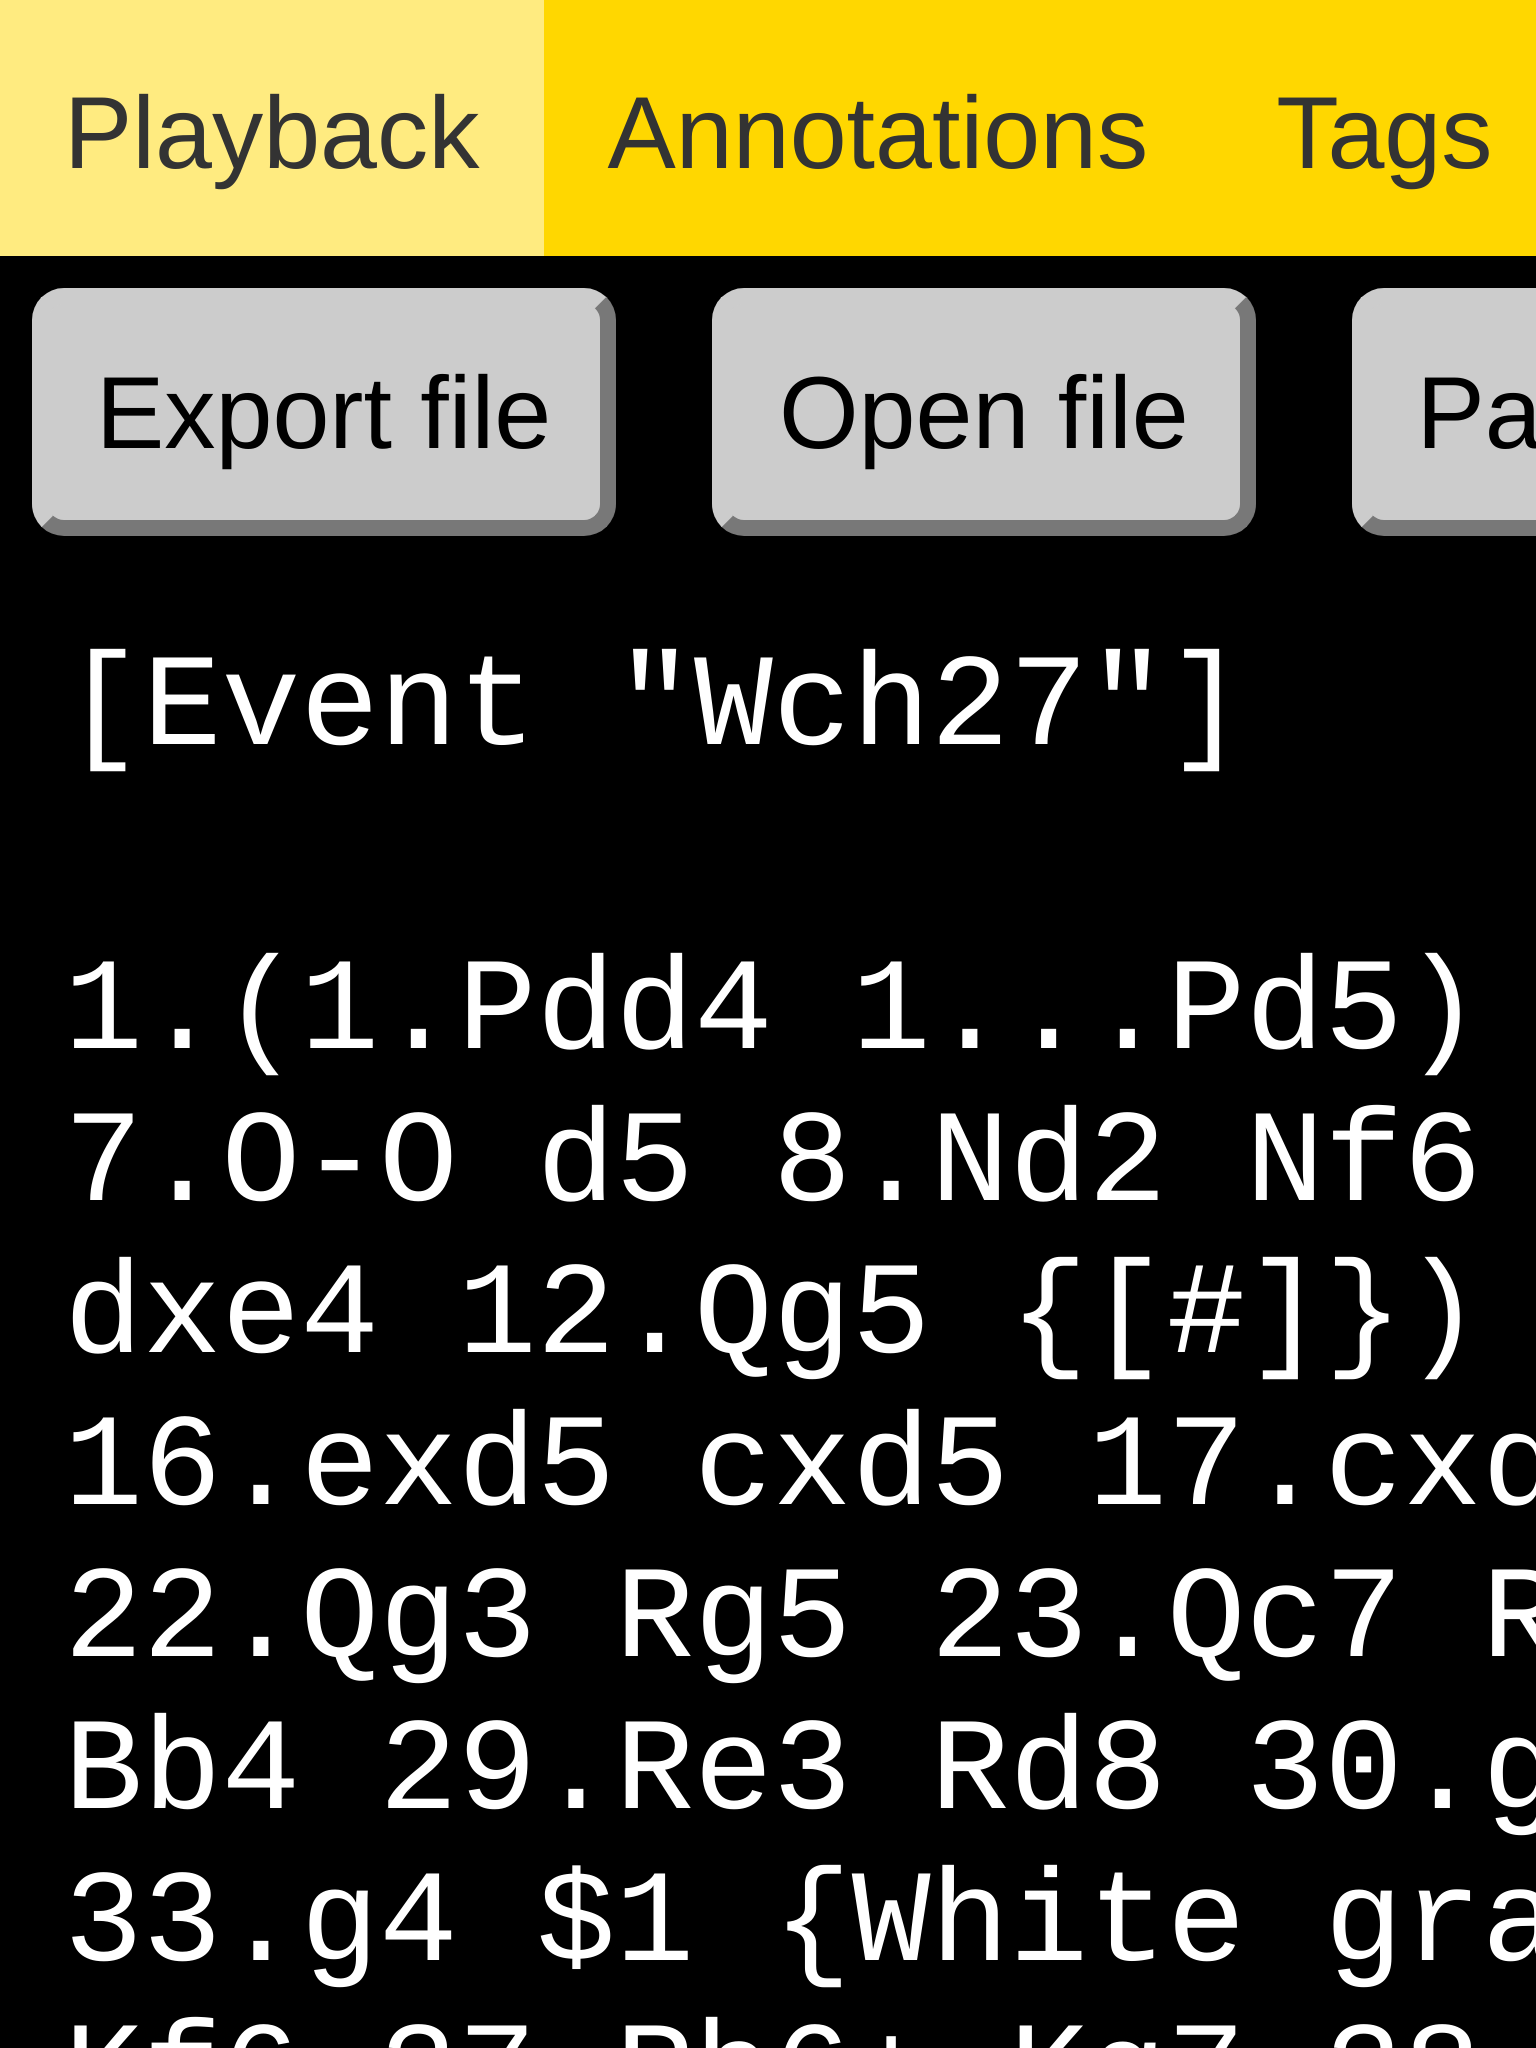 Playback Annotations Tags
Export file Open file
[Event "Wch27"]
1.(1.Pdd4 1...Pd5)
7.O-O d5 8.Nd2 Nf6
dxe4 12.Qg5 {[#]})
16.exd5 cxd5 17.cxd
22.Qg3 Rg5 23.Qc7 R
Bb4 29.Re3 Rd8 30.g
33.g4 $1 {White gra